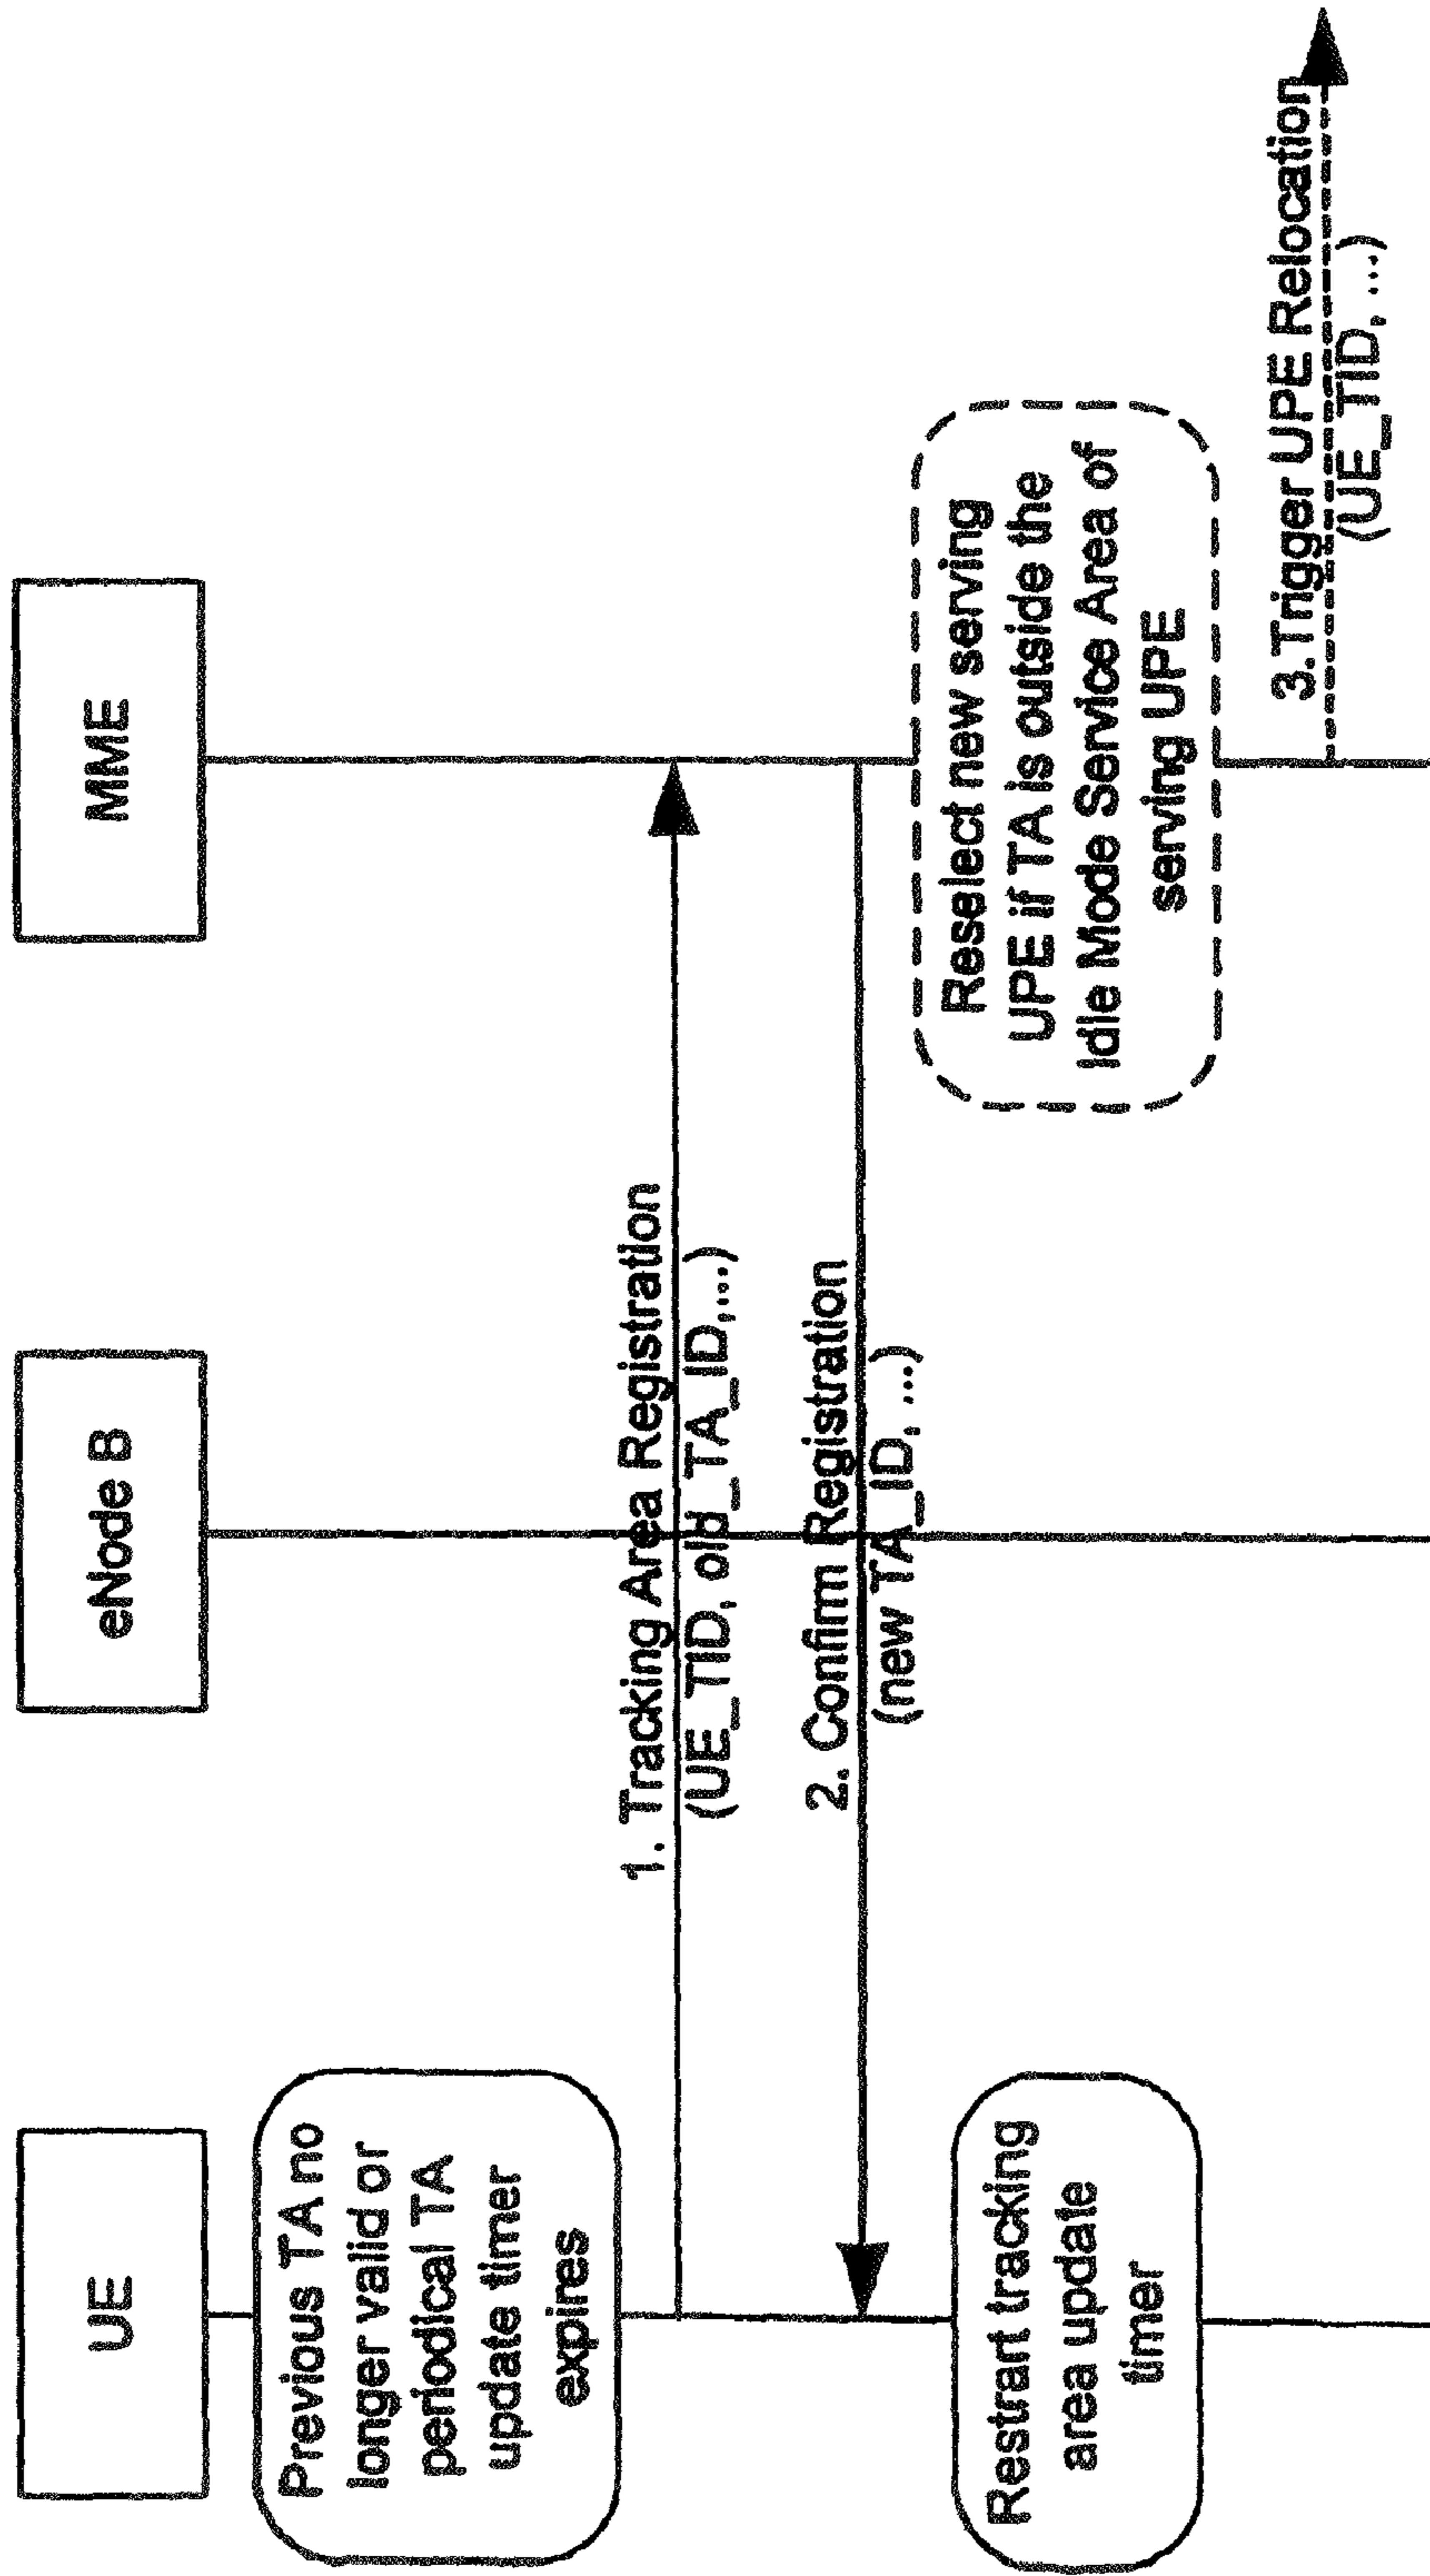 UE
eNode B
MME
Previous TA no
longer valid or
periodical TA
update timer
expires
1. Tracking Area Registration
(UE_TID, old_TA_ID,...)
2. Confirm Registration
(new TA_ID, ...)
Reselect new serving
UPE if TA is outside the
Idle Mode Service Area of
serving UPE
Restrart tracking
area update
timer
3.Trigger UPE Relocation
(UE_TID, ...)